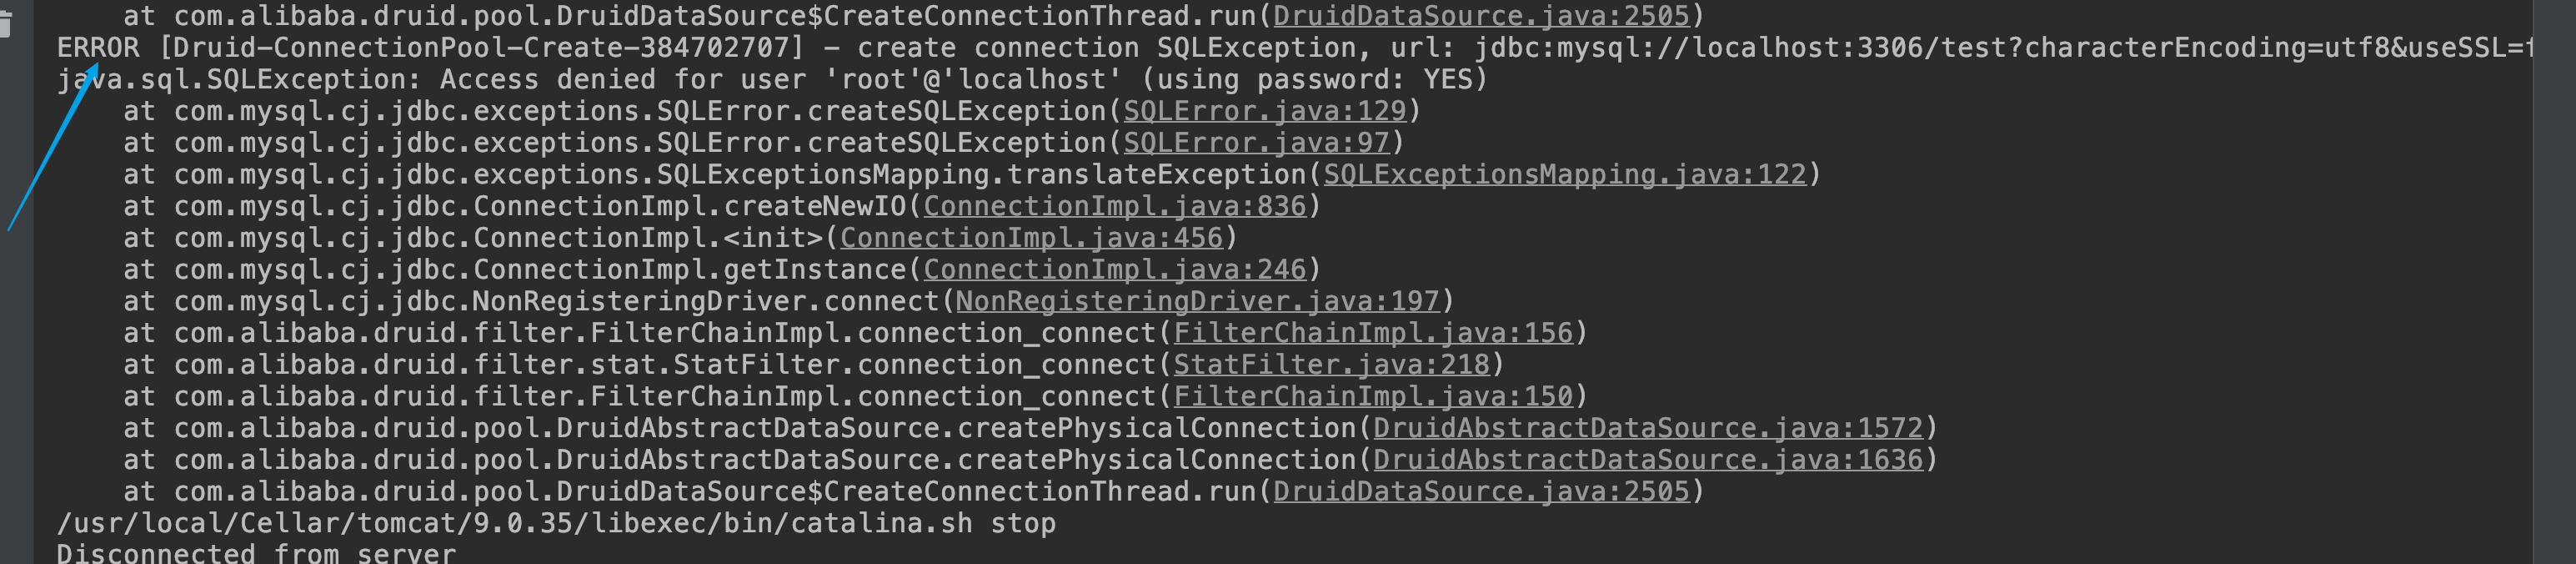 at com.alibaba.druid.pool.DruidDataSource$CreateConnectionThread.run(DruidDataSource.java:2505)
ERROR [Druid-ConnectionPool-Create-384702707] - create connection SQLException, url: jdbc:mysql://localhost:3306/test?characterEncoding=utf8&useSSL=f
java.sql.SQLException: Access denied for user 'root'@'localhost' (using password: YES)
at com.mysql.cj.jdbc.exceptions.SQLError.createSQLException(SQLError.java:129)
at com.mysql.cj.jdbc.exceptions.SQLError.createSQLException(SQLError.java:97)
at com.mysql.cj.jdbc.exceptions.SQLExceptionsMapping.translateException(SQLExceptionsMapping.java:122)
at com.mysql.cj.jdbc.ConnectionImpl.createNewIO(ConnectionImpl.java:836)
at com.mysql.cj.jdbc.ConnectionImpl.<init>(ConnectionImpl.java:456)
at com.mysql.cj.jdbc.ConnectionImpl.getInstance(ConnectionImpl.java:246)
at com.mysql.cj.jdbc.NonRegisteringDriver.connect(NonRegisteringDriver.java:197)
at com.alibaba.druid.filter.FilterChainImpl.connection_connect(FilterChainImpl.java:156)
at com.alibaba.druid.filter.stat.StatFilter.connection_connect(StatFilter.java:218)
at com.alibaba.druid.filter.FilterChainImpl.connection_connect(FilterChainImpl.java:150)
at com.alibaba.druid.pool.DruidAbstractDataSource.createPhysicalConnection(DruidAbstractDataSource.java:1572)
at com.alibaba.druid.pool.DruidAbstractDataSource.createPhysicalConnection(DruidAbstractDataSource.java:1636)
at com.alibaba.druid.pool.DruidDataSource$CreateConnectionThread.run(DruidDataSource.java:2505)
/usr/local/Cellar/tomcat/9.0.35/libexec/bin/catalina.sh stop
Disconnected from server